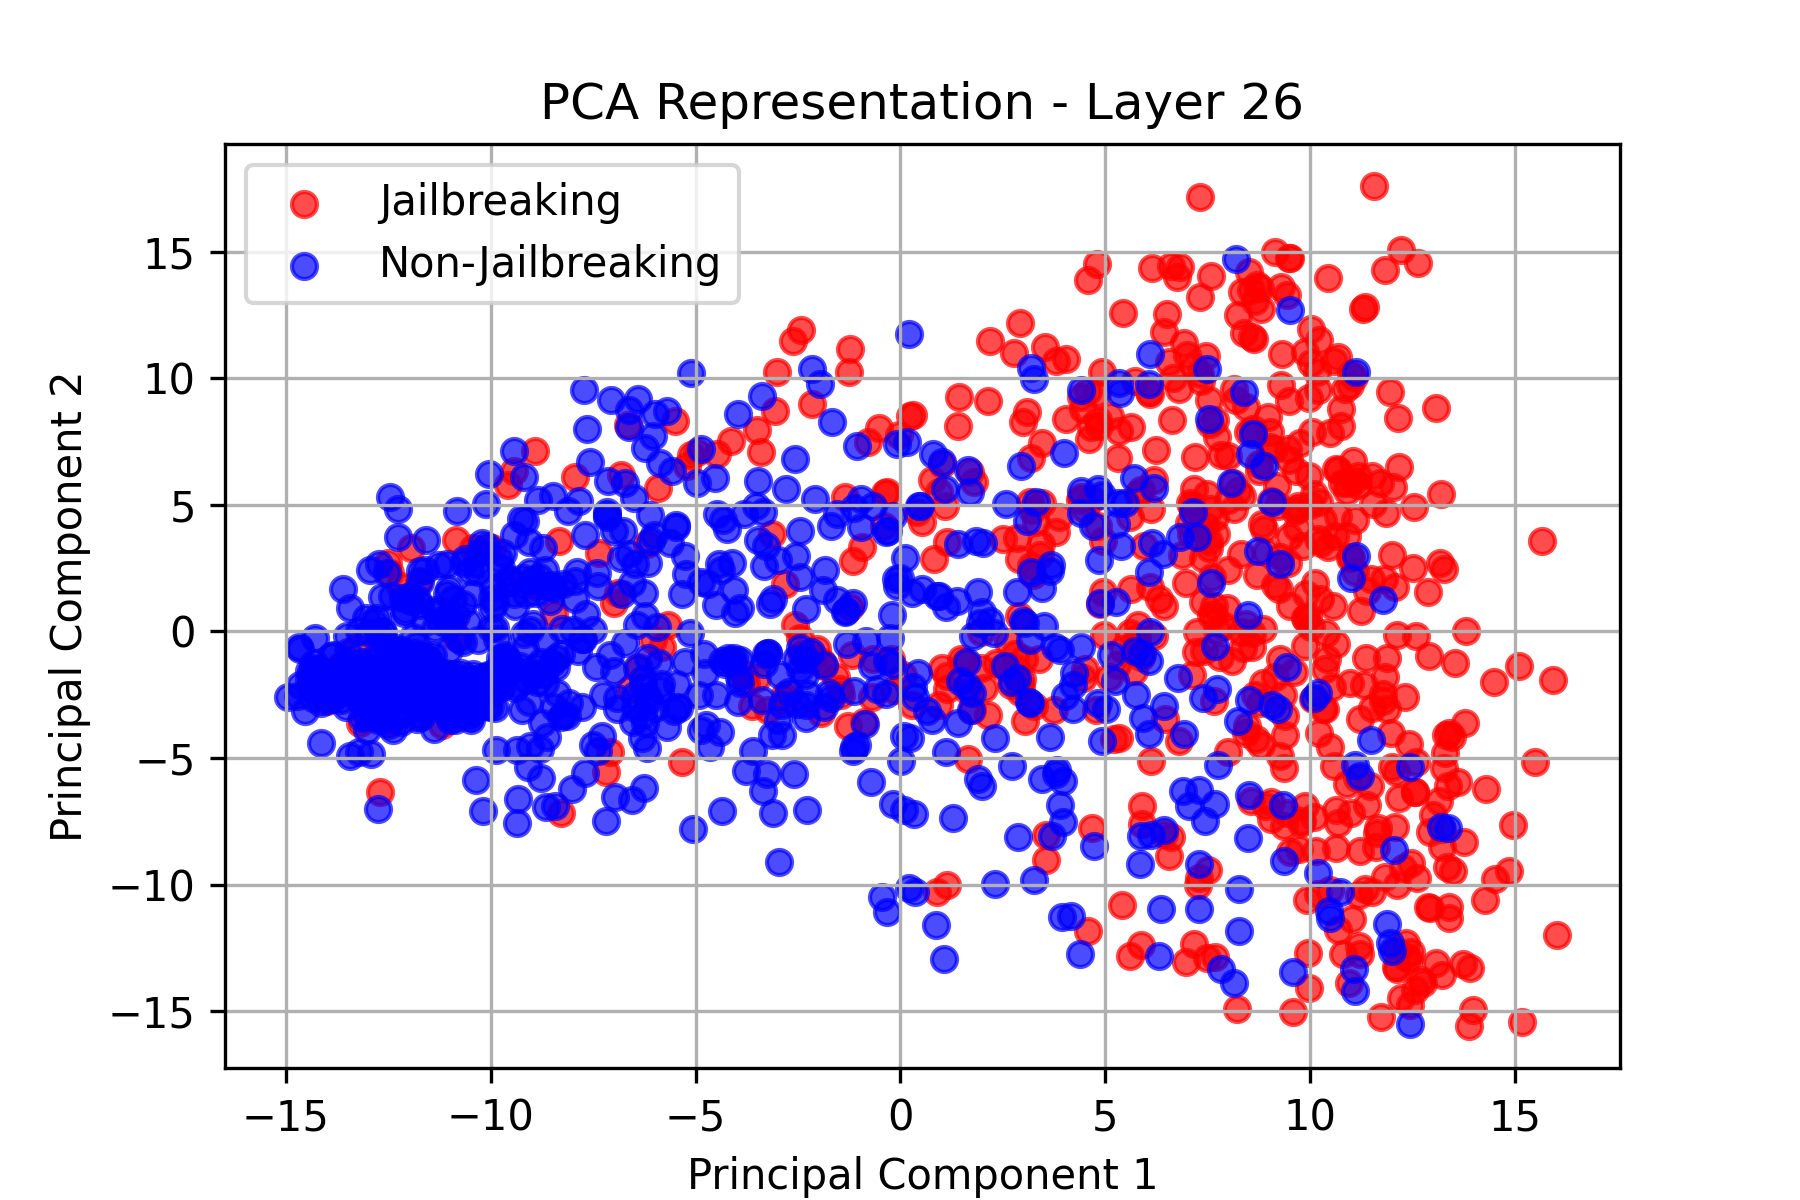 PCA Representation - Layer 26
Jailbreaking
Non-Jailbreaking
Principal Component 2
15
10
5
0
−5
−10
−15
−15 −10 −5 0 5 10 15
Principal Component 1